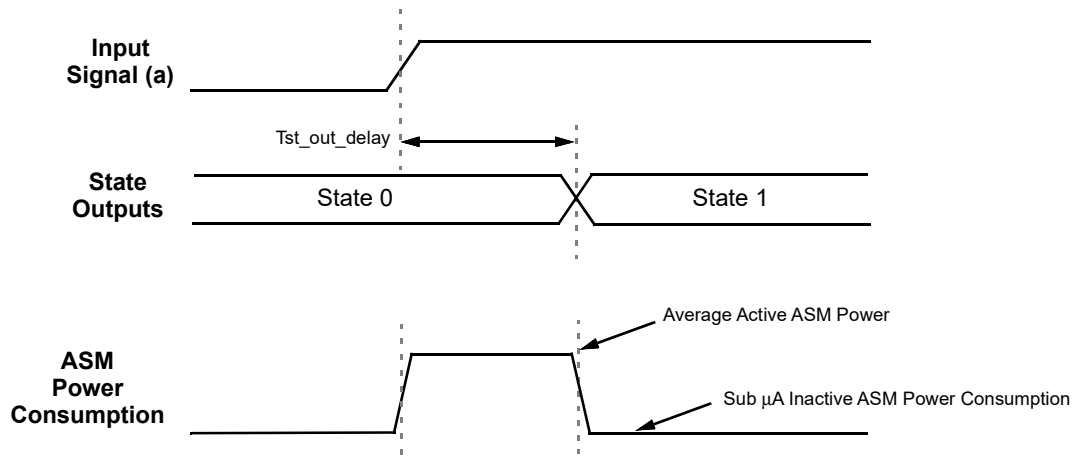 Input
Signal (a)
Tst_out_delay
State
Outputs
State 0
State 1
Average Active ASM Power
ASM
Power
Consumption
Sub μA Inactive ASM Power Consumption